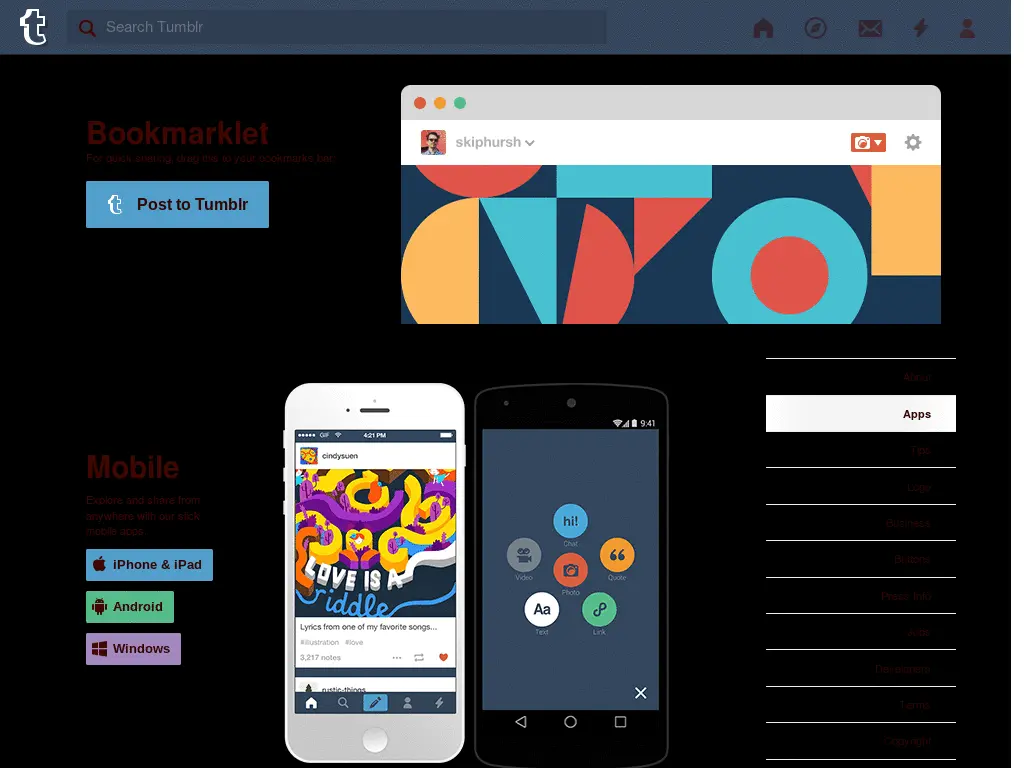 Search Tumblr
Bookmarklet
For quick sharing, drag this to your bookmarks bar.
Post to Tumblr
skiphursh
About
Apps
Tips
Logo
Business
Buttons
Press Info
Jobs
Developers
Terms
Copyright
Mobile
Explore and share from
anywhere with our slick
mobile apps.
iPhone & iPad
Android
Windows
GIF
4:21 PM
cindysuen
LOVE IS A
riddle
Lyrics from one of my favorite songs...
#illustration #love
3,217 notes
rustic-things
9:41
hi!
Chat
Video
Photo
Quote
Aa
Text
Link